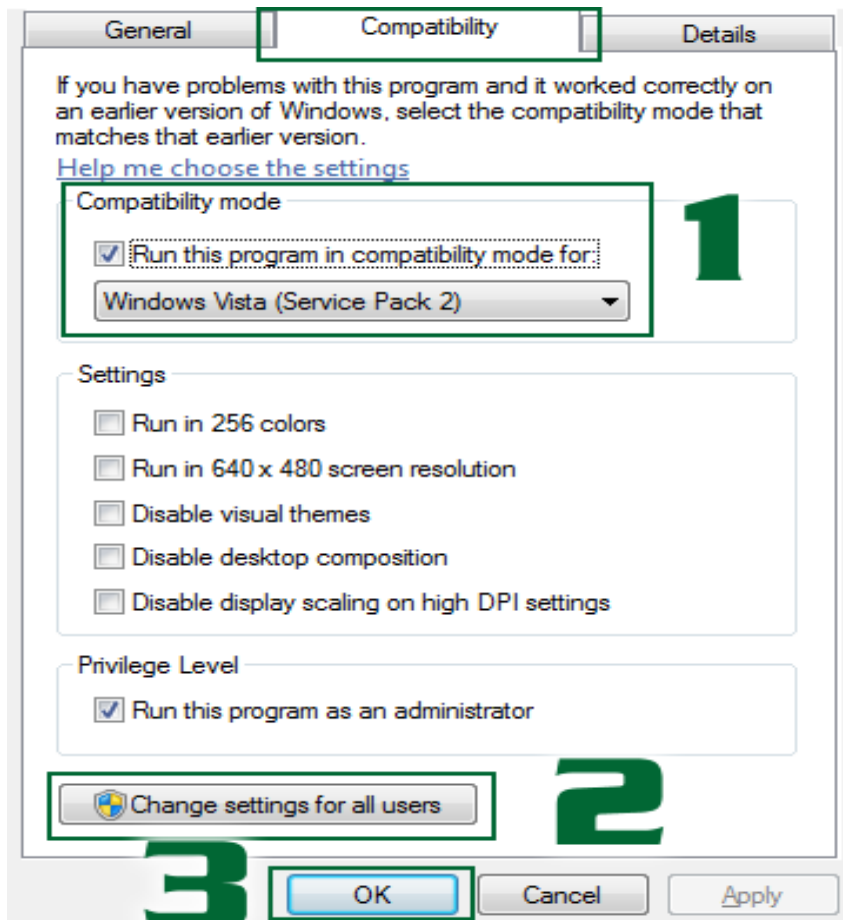 General
Compatibility
Details
If you have problems with this program and it worked correctly on
an earlier version of Windows, select the compatibility mode that
matches that earlier version.
Help me choose the settings
Compatibility mode
1
Run this program in compatibility mode for:
Windows Vista (Service Pack 2)
Settings
Run in 256 colors
Run in 640 x 480 screen resolution
Disable visual themes
Disable desktop composition
Disable display scaling on high DPI settings
Privilege Level
Run this program as an administrator
Change settings for all users
2
3
OK
Cancel
Apply